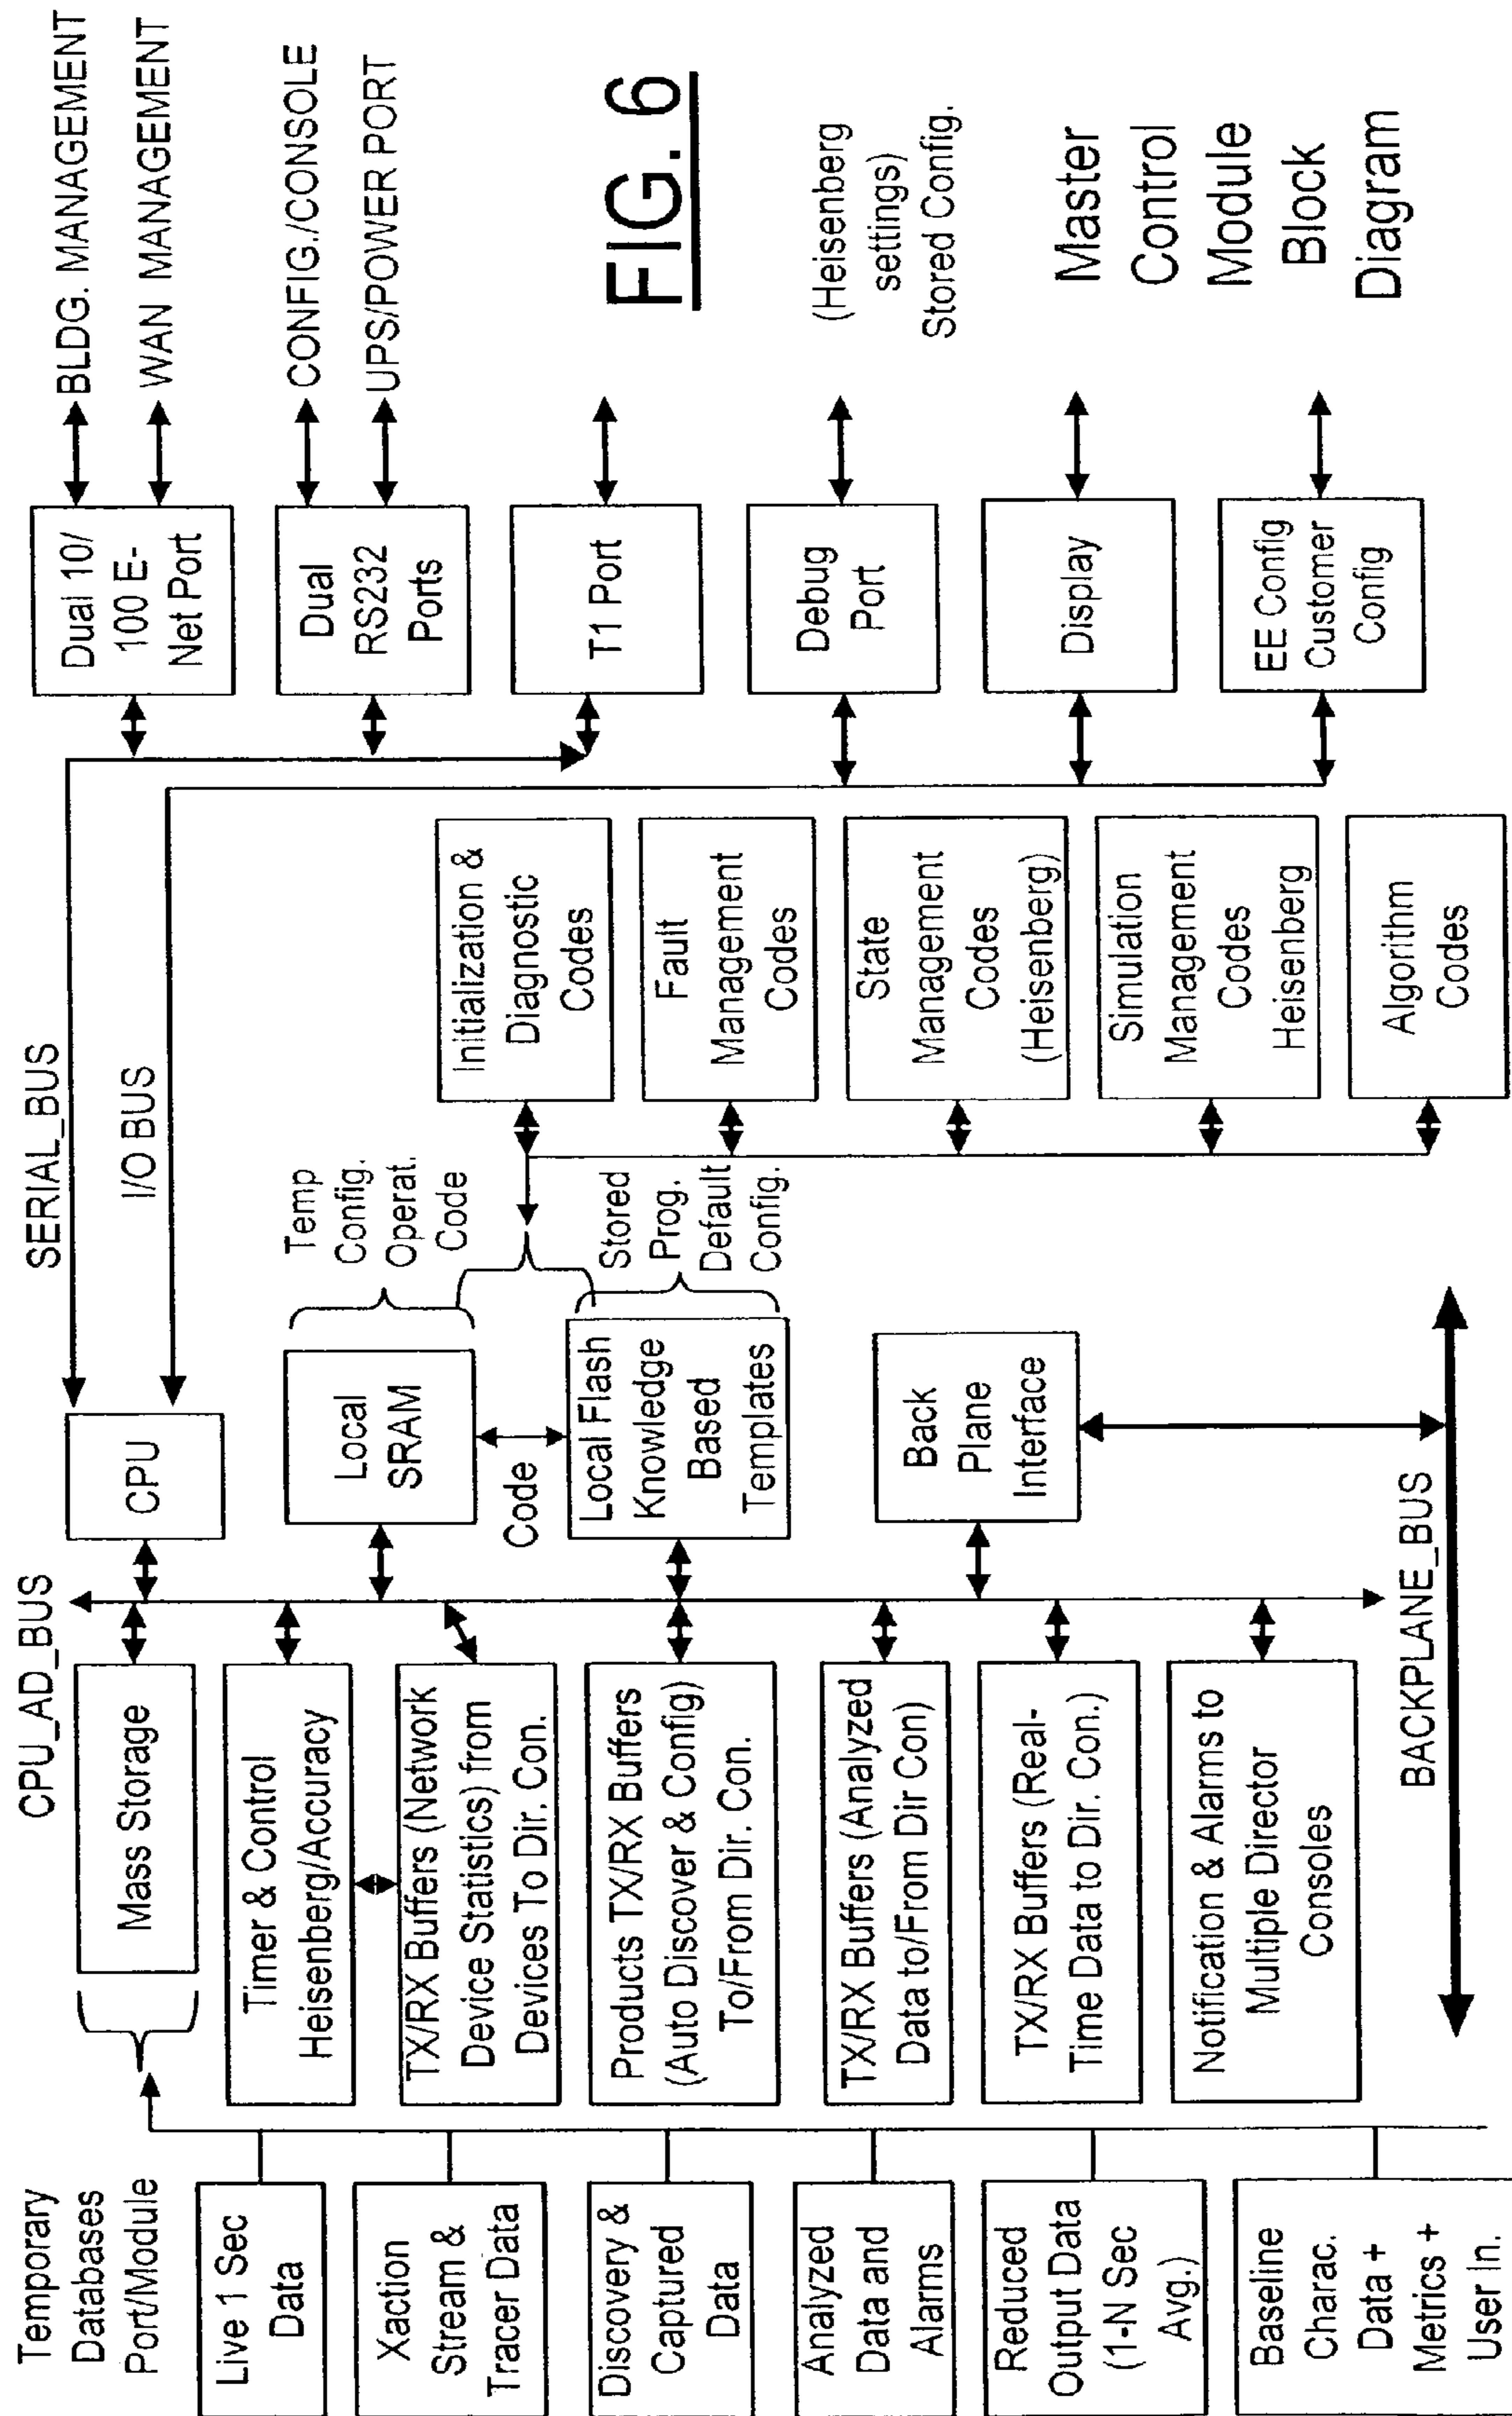 Temporary
Databases
Port/Module
Live 1 Sec
Data
Xaction
Stream &
Tracer Data
Discovery &
Captured
Data
Analyzed
Data and
Alarms
Reduced
Output Data
(1-N Sec
Avg.)
Baseline
Charac.
Data +
Metrics +
User In.
CPU_AD_BUS
Mass Storage
Timer & Control
Heisenberg/Accuracy
TX/RX Buffers (Network
Device Statistics) from
Devices To Dir. Con.
Products TX/RX Buffers
(Auto Discover & Config)
To/From Dir. Con.
TX/RX Buffers (Analyzed
Data to/From Dir Con)
TX/RX Buffers (Real-
Time Data to Dir. Con.)
Notification & Alarms to
Multiple Director
Consoles
BACKPLANE_BUS
CPU
Local
SRAM
Code
Local Flash
Knowledge
Based
Templates
Back
Plane
Interface
SERIAL_BUS
I/O BUS
Temp
Config.
Operat.
Code
Stored
Prog.
Default
Config.
Initialization &
Diagnostic
Codes
Fault
Management
Codes
State
Management
Codes
(Heisenberg)
Simulation
Management
Codes
Heisenberg
Algorithm
Codes
Dual 10/
100 E-
Net Port
Dual
RS232
Ports
T1 Port
Debug
Port
Display
EE Config
Customer
Config
BLDG. MANAGEMENT
WAN MANAGEMENT
CONFIG./CONSOLE
UPS/POWER PORT
FIG. 6
(Heisenberg
settings)
Stored Config.
Master
Control
Module
Block
Diagram